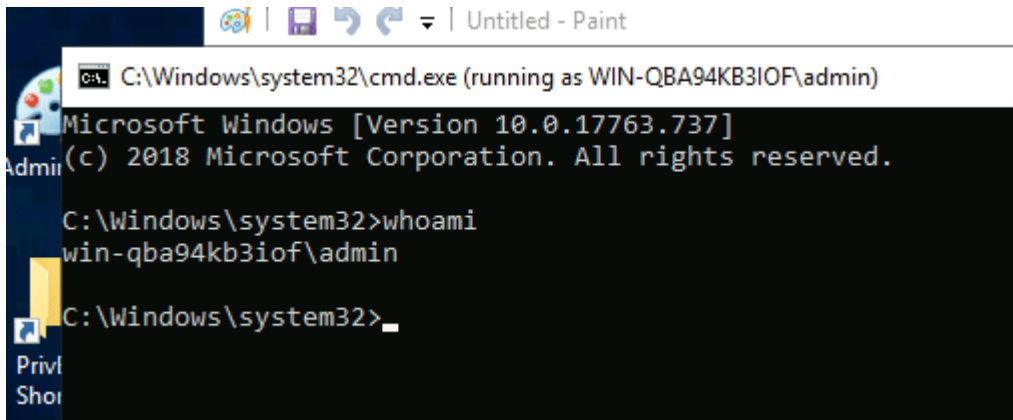 Untitled - Paint
C:\Windows\system32\cmd.exe (running as WIN-QBA94KB3IOF\admin)
Microsoft Windows [Version 10.0.17763.737]
(c) 2018 Microsoft Corporation. All rights reserved.
C:\Windows\system32>whoami
win-qba94kb3iof\admin
C:\Windows\system32>